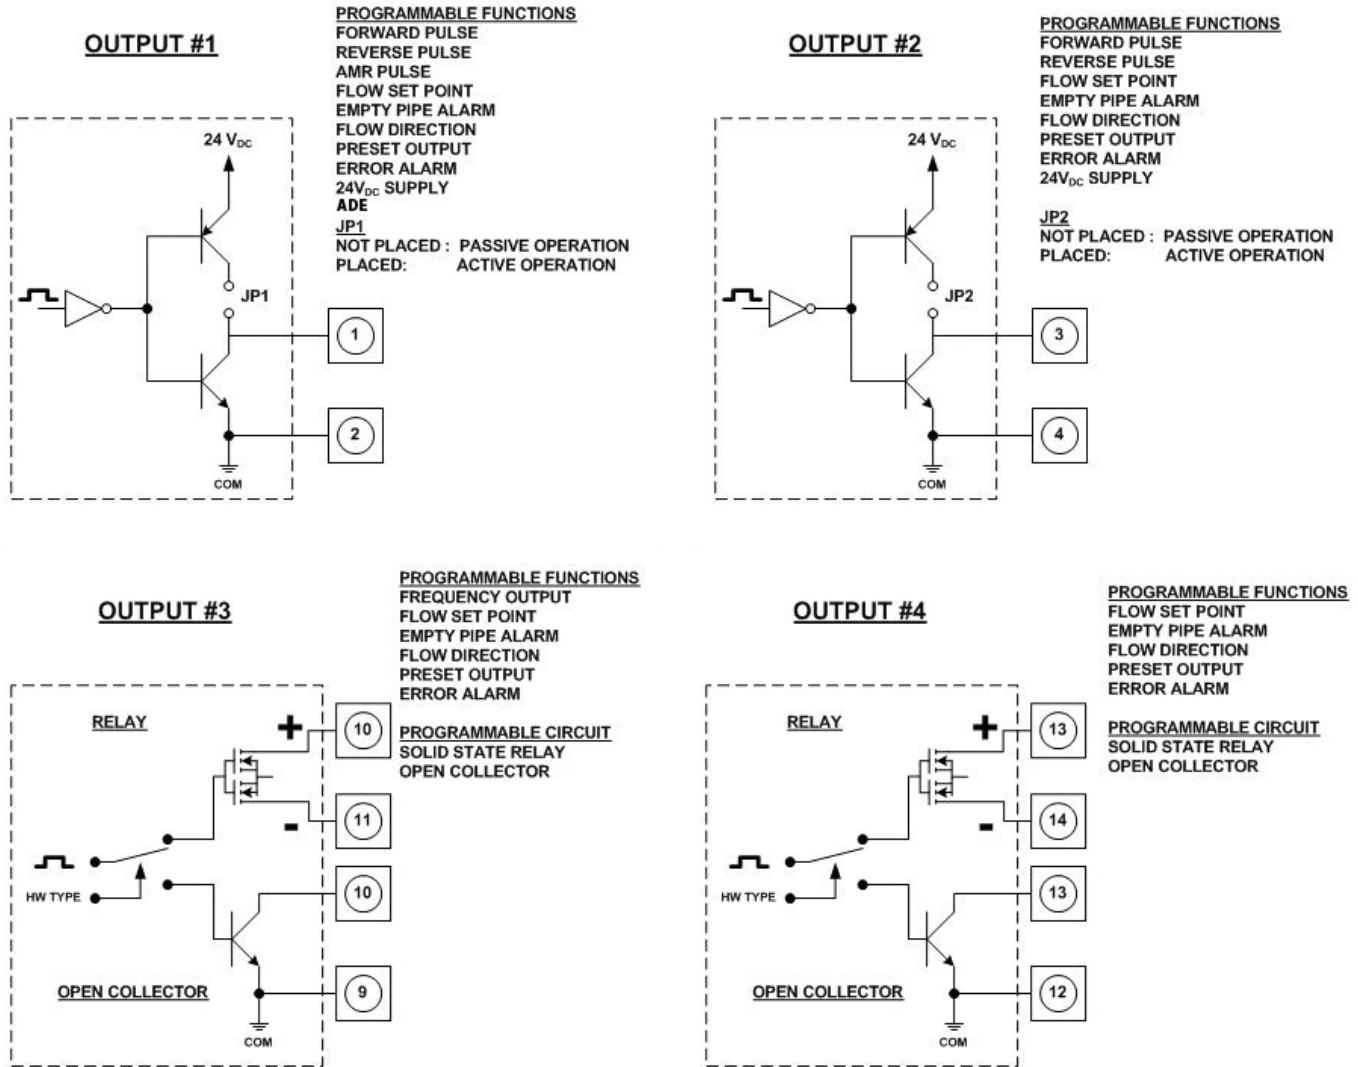 OUTPUT #1
PROGRAMMABLE FUNCTIONS
FORWARD PULSE
REVERSE PULSE
AMR PULSE
FLOW SET POINT
EMPTY PIPE ALARM
FLOW DIRECTION
PRESET OUTPUT
ERROR ALARM
24VDC SUPPLY
ADE
JP1
NOT PLACED : PASSIVE OPERATION
PLACED: ACTIVE OPERATION
24 VDC
JP1
1
2
COM
OUTPUT #2
PROGRAMMABLE FUNCTIONS
FORWARD PULSE
REVERSE PULSE
FLOW SET POINT
EMPTY PIPE ALARM
FLOW DIRECTION
PRESET OUTPUT
ERROR ALARM
24VDC SUPPLY
JP2
NOT PLACED : PASSIVE OPERATION
PLACED: ACTIVE OPERATION
24 VDC
JP2
3
4
COM
OUTPUT #3
PROGRAMMABLE FUNCTIONS
FREQUENCY OUTPUT
FLOW SET POINT
EMPTY PIPE ALARM
FLOW DIRECTION
PRESET OUTPUT
ERROR ALARM
PROGRAMMABLE CIRCUIT
SOLID STATE RELAY
OPEN COLLECTOR
RELAY
+
10
-
11
HW TYPE
10
OPEN COLLECTOR
9
COM
OUTPUT #4
PROGRAMMABLE FUNCTIONS
FLOW SET POINT
EMPTY PIPE ALARM
FLOW DIRECTION
PRESET OUTPUT
ERROR ALARM
PROGRAMMABLE CIRCUIT
SOLID STATE RELAY
OPEN COLLECTOR
RELAY
+
13
-
14
HW TYPE
13
OPEN COLLECTOR
12
COM